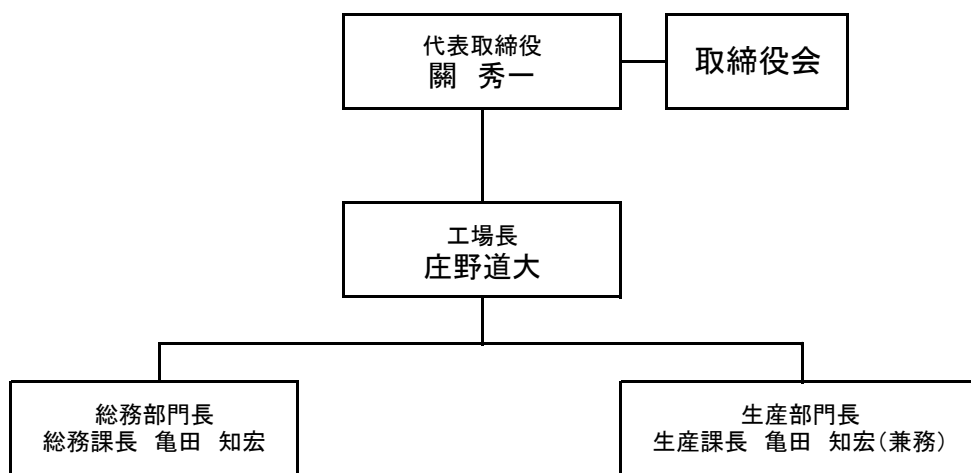 代表取締役
關　秀一
取締役会
工場長
庄野道大
総務部門長
総務課長　亀田　知宏
生産部門長
生産課長　亀田　知宏（兼務）